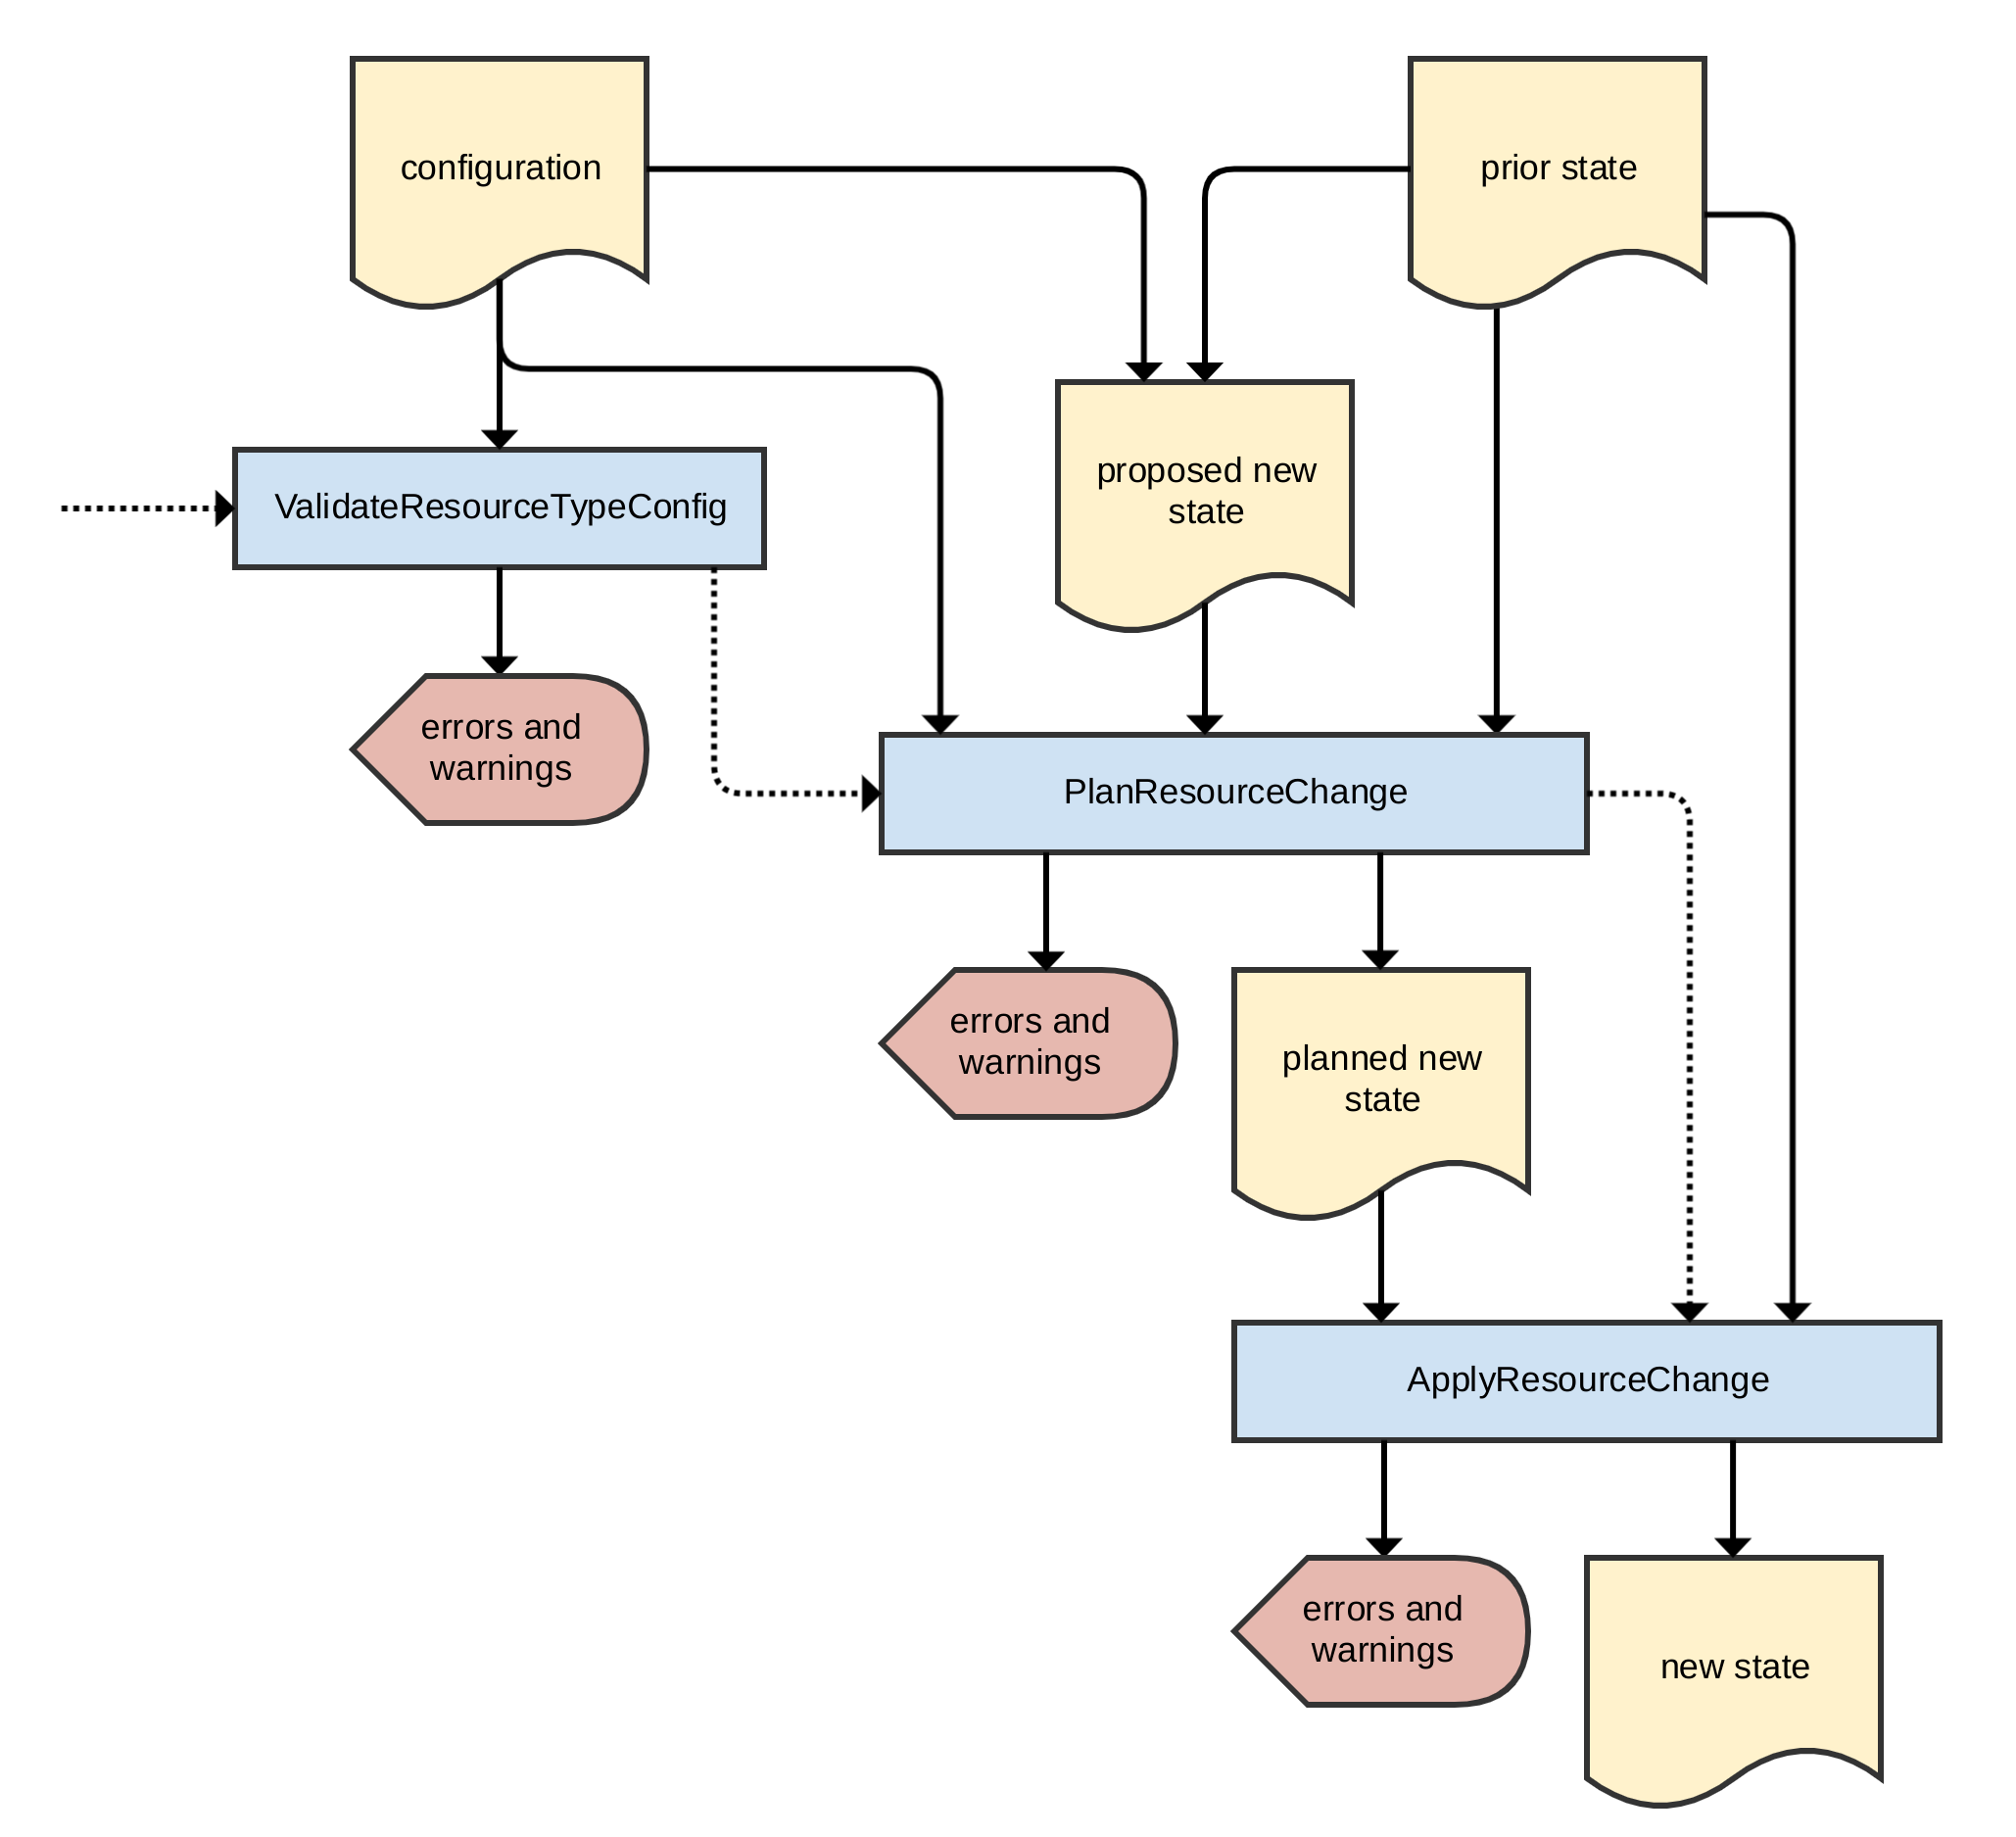 configuration
prior state
proposed new
state
ValidateResourceTypeConfig
errors and
warnings
PlanResourceChange
errors and
warnings
planned new
state
ApplyResourceChange
errors and
warnings
new state